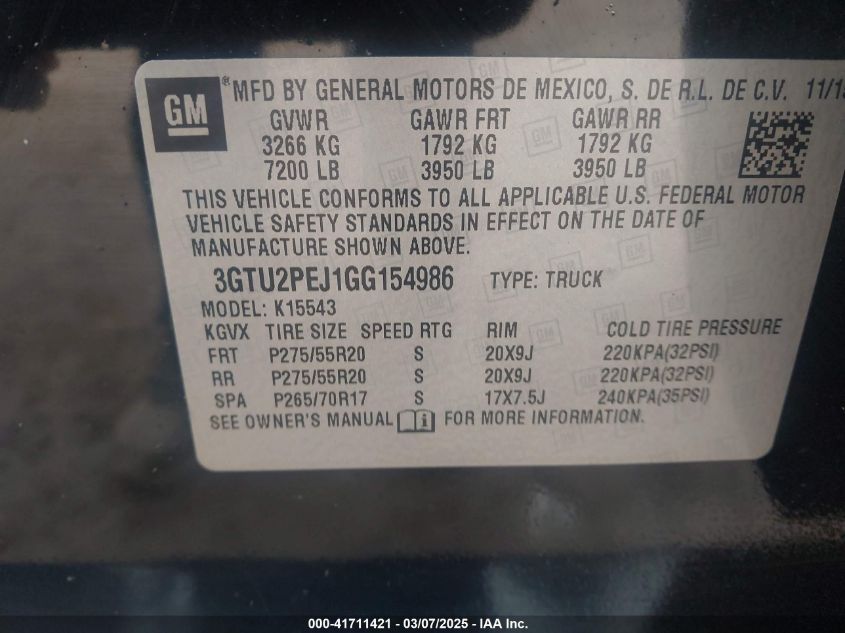 GM ® MFD BY GENERAL MOTORS DE MEXICO, S. DE R.L. DE C.V. 11/1
GVWR GAWR FRT GAWR RR
3266 KG 1792 KG 1792 KG
7200 LB 3950 LB 3950 LB
THIS VEHICLE CONFORMS TO ALL APPLICABLE U.S. FEDERAL MOTOR
VEHICLE SAFETY STANDARDS IN EFFECT ON THE DATE OF
MANUFACTURE SHOWN ABOVE.
3GTU2PEJ1GG154986 TYPE: TRUCK
MODEL: K15543
KGVX TIRE SIZE SPEED RTG RIM COLD TIRE PRESSURE
FRT P275/55R20 S 20X9J 220KPA(32PSI)
RR P275/55R20 S 20X9J 220KPA(32PSI)
SPA P265/70R17 S 17X7.5J 240KPA(35PSI)
SEE OWNER'S MANUAL FOR MORE INFORMATION.
000-41711421 - 03/07/2025 - IAA Inc.